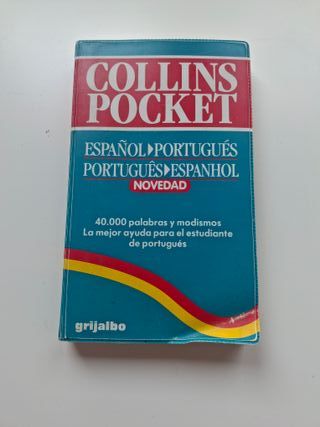 COLLINS
POCKET
ESPAÑOL▸PORTUGUÉS
PORTUGUÊS▸ESPANHOL
NOVEDAD
40.000 palabras y modismos
La mejor ayuda para el estudiante
de portugués
grijalbo